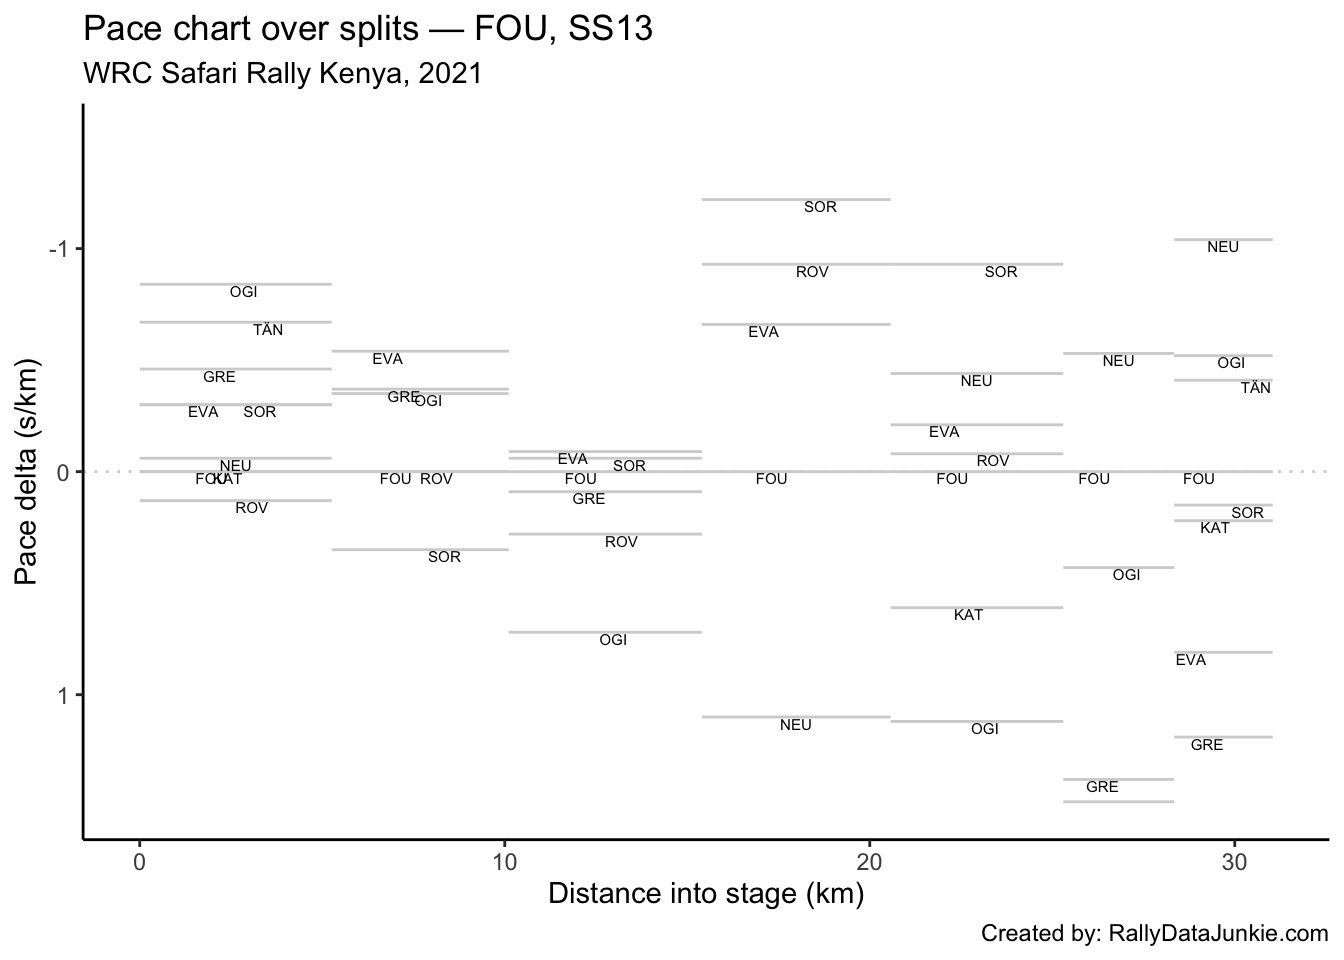 Pace chart over splits — FOU, SS13
WRC Safari Rally Kenya, 2021
Pace delta (s/km)
-1
0
1
OGI
TÄN
GRE
EVA SOR
NEU
FOU KAT
ROV
EVA
GRE OGI
FOU ROV
SOR
EVA
SOR
FOU
GRE
ROV
OGI
SOR
ROV
EVA
FOU
NEU
SOR
NEU
EVA
ROV
FOU
KAT
OGI
NEU
FOU
OGI
GRE
NEU
OGI
TÄN
FOU
SOR
KAT
EVA
GRE
0 10 20 30
Distance into stage (km)
Created by: RallyDataJunkie.com